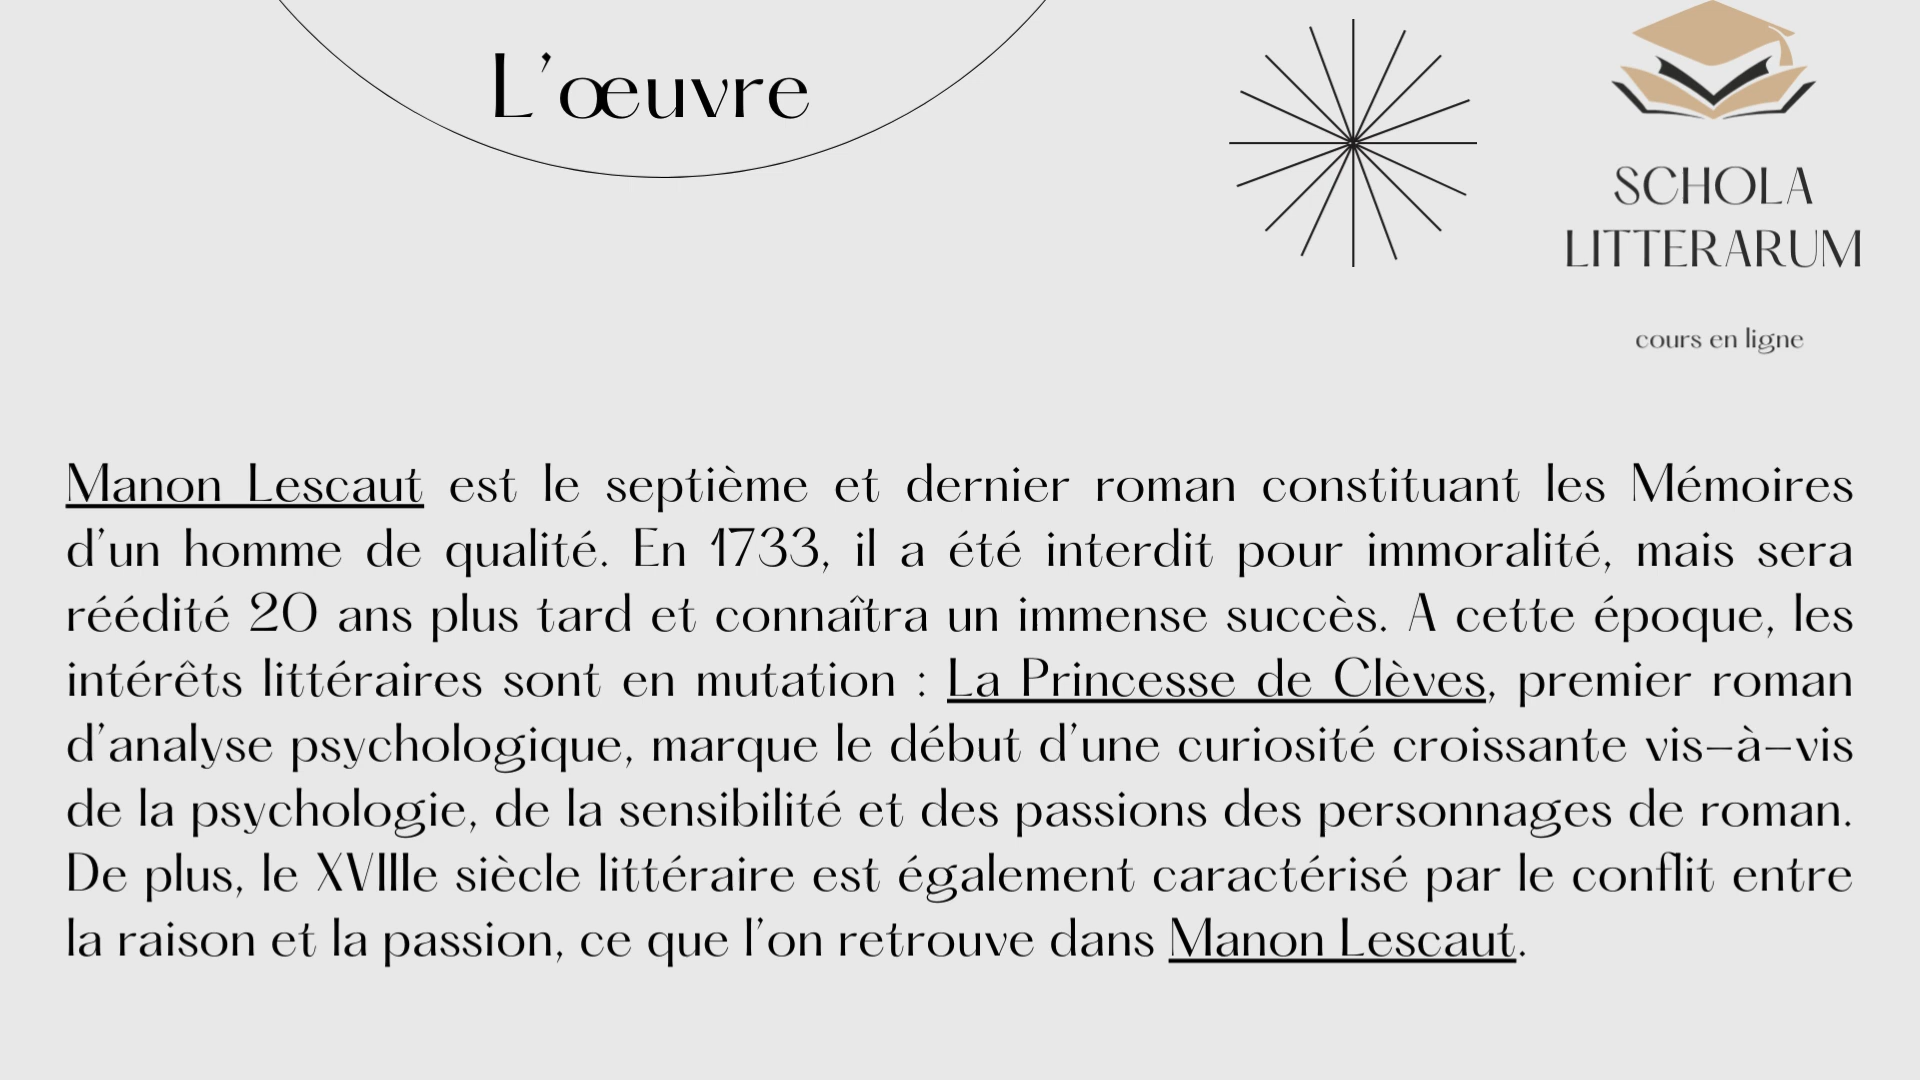 L’œuvre
SCHOLA
LITTERARUM
cours en ligne
Manon Lescaut est le septième et dernier roman constituant les Mémoires
d’un homme de qualité. En 1733, il a été interdit pour immoralité, mais sera
réédité 20 ans plus tard et connaîtra un immense succès. A cette époque, les
intérêts littéraires sont en mutation : La Princesse de Clèves, premier roman
d’analyse psychologique, marque le début d’une curiosité croissante vis-à-vis
de la psychologie, de la sensibilité et des passions des personnages de roman.
De plus, le XVIIIe siècle littéraire est également caractérisé par le conflit entre
la raison et la passion, ce que l’on retrouve dans Manon Lescaut.